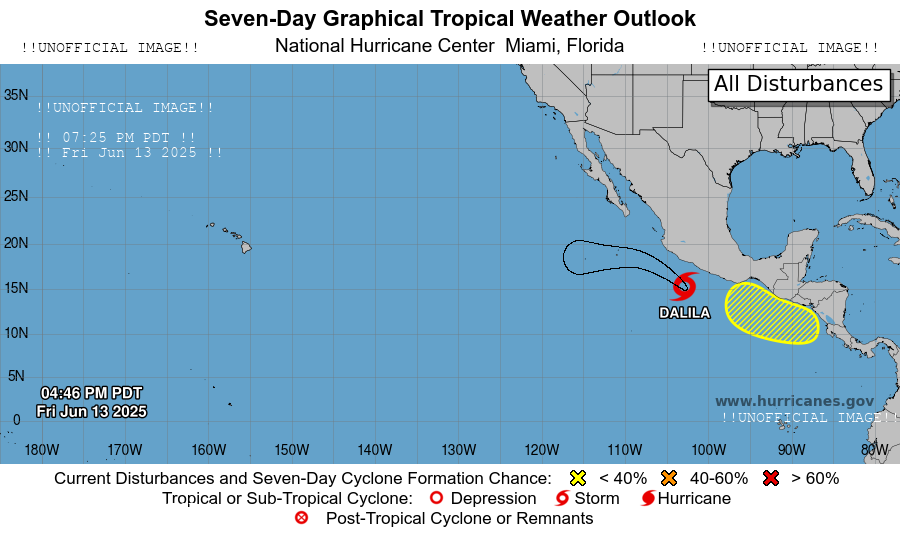 Seven-Day Graphical Tropical Weather Outlook
!!UNOFFICIAL IMAGE!!
National Hurricane Center  Miami, Florida
!!UNOFFICIAL IMAGE!!
All Disturbances
35N
!!UNOFFICIAL IMAGE!!
!! 07:25 PM PDT !!
30N
!! Fri Jun 13 2025 !!
25N
20N
15N
DALILA
10N
5N
04:46 PM PDT
Fri Jun 13 2025
www.hurricanes.gov
!!UNOFFICIAL IMAGE!!
0
180W 170W 160W 150W 140W 130W 120W 110W 100W 90W 80W
Current Disturbances and Seven-Day Cyclone Formation Chance: < 40% 40-60% > 60%
Tropical or Sub-Tropical Cyclone: Depression Storm Hurricane
Post-Tropical Cyclone or Remnants